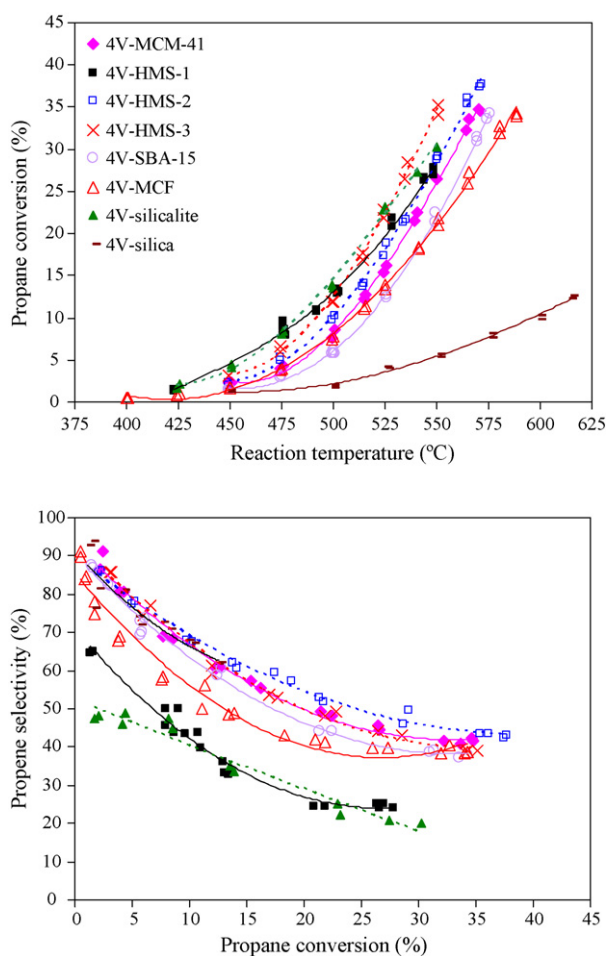 45
40
35
30
25
20
15
10
5
0
Propane conversion (%)
4V-MCM-41
4V-HMS-1
4V-HMS-2
4V-HMS-3
4V-SBA-15
4V-MCF
4V-silicalite
4V-silica
375 400 425 450 475 500 525 550 575 600 625 650
Reaction temperature (ºC)
100
90
80
70
60
50
40
30
20
10
0
Propene selectivity (%)
0 5 10 15 20 25 30 35 40 45
Propane conversion (%)